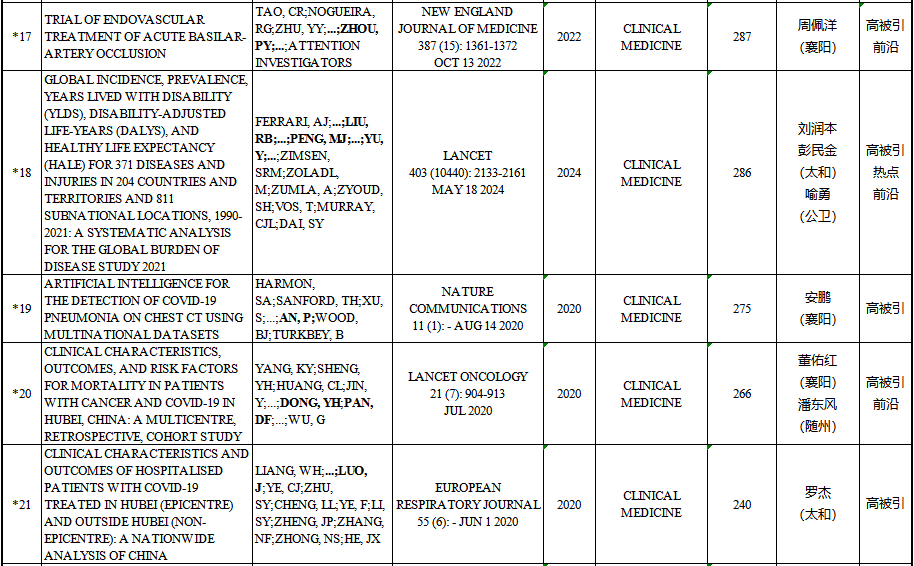 *17
TRIAL OF ENDOVASCULAR
TREATMENT OF ACUTE BASILAR-
ARTERY OCCLUSION
TAO, CR;NOGUEIRA,
RG;ZHU, YY;...;ZHOU,
PY;...;ATTENTION
INVESTIGATORS
NEW ENGLAND
JOURNAL OF MEDICINE
387 (15): 1361-1372
OCT 13 2022
2022
CLINICAL
MEDICINE
287
周佩洋
(襄阳)
高被引
前沿
*18
GLOBAL INCIDENCE, PREVALENCE,
YEARS LIVED WITH DISABILITY
(YLDS), DISABILITY-ADJUSTED
LIFE-YEARS (DALYS), AND
HEALTHY LIFE EXPECTANCY
(HALE) FOR 371 DISEASES AND
INJURIES IN 204 COUNTRIES AND
TERRITORIES AND 811
SUBNATIONAL LOCATIONS, 1990-
2021: A SYSTEMATIC ANALYSIS
FOR THE GLOBAL BURDEN OF
DISEASE STUDY 2021
FERRARI, AJ;...;LIU,
RB;...;PENG, MJ;...;YU,
Y;...;ZIMSEN,
SRM;ZOLADL,
M;ZUMLA, A;ZYOUD,
SH;VOS, T;MURRAY,
CJL;DAI, SY
LANCET
403 (10440): 2133-2161
MAY 18 2024
2024
CLINICAL
MEDICINE
286
刘润本
彭民金
(太和)
喻勇
(公卫)
高被引
热点
前沿
*19
ARTIFICIAL INTELLIGENCE FOR
THE DETECTION OF COVID-19
PNEUMONIA ON CHEST CT USING
MULTINATIONAL DATASETS
HARMON,
SA;SANFORD, TH;XU,
S;...;AN, P;WOOD,
BJ;TURKBEY, B
NATURE
COMMUNICATIONS
11 (1): - AUG 14 2020
2020
CLINICAL
MEDICINE
275
安鹏
(襄阳)
高被引
*20
CLINICAL CHARACTERISTICS,
OUTCOMES, AND RISK FACTORS
FOR MORTALITY IN PATIENTS
WITH CANCER AND COVID-19 IN
HUBEI, CHINA: A MULTICENTRE,
RETROSPECTIVE, COHORT STUDY
YANG, KY;SHENG,
YH;HUANG, CL;JIN,
Y;...;DONG, YH;PAN,
DF;...;WU, G
LANCET ONCOLOGY
21 (7): 904-913
JUL 2020
2020
CLINICAL
MEDICINE
266
董佑红
(襄阳)
潘东风
(随州)
高被引
前沿
*21
CLINICAL CHARACTERISTICS AND
OUTCOMES OF HOSPITALISED
PATIENTS WITH COVID-19
TREATED IN HUBEI (EPICENTRE)
AND OUTSIDE HUBEI (NON-
EPICENTRE): A NATIONWIDE
ANALYSIS OF CHINA
LIANG, WH;...;LUO,
J;YE, CJ;ZHU,
SY;CHENG, LL;YE, F;LI,
SY;ZHENG, JP;ZHANG,
NF;ZHONG, NS;HE, JX
EUROPEAN
RESPIRATORY JOURNAL
55 (6): - JUN 1 2020
2020
CLINICAL
MEDICINE
240
罗杰
(太和)
高被引